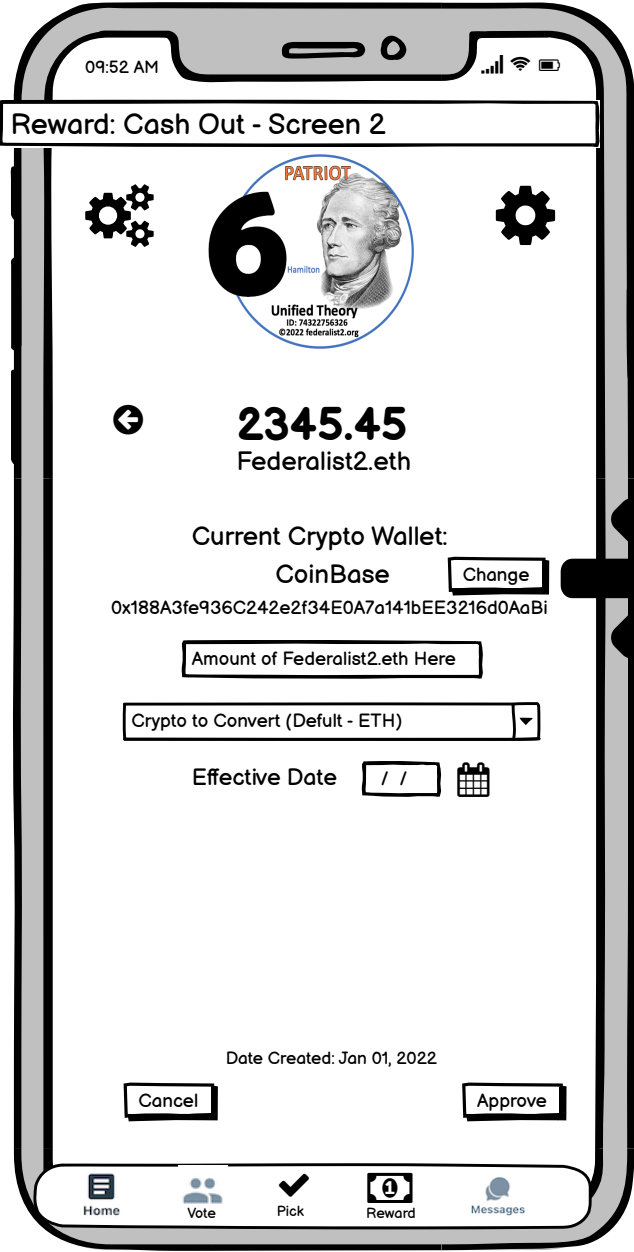 09:52 AM
Reward: Cash Out - Screen 2
PATRIOT
6
Hamilton
Unified Theory
ID: 74322756326
©2022 federalist2.org
2345.45
Federalist2.eth
Current Crypto Wallet:
CoinBase
Change
0x188A3fe936C242e2f34E0A7a141bEE3216d0AaBi
Amount of Federalist2.eth Here
Crypto to Convert (Defult - ETH)
Effective Date / /
Date Created: Jan 01, 2022
Cancel
Approve
1
Home
Vote
Pick
Reward
Messages